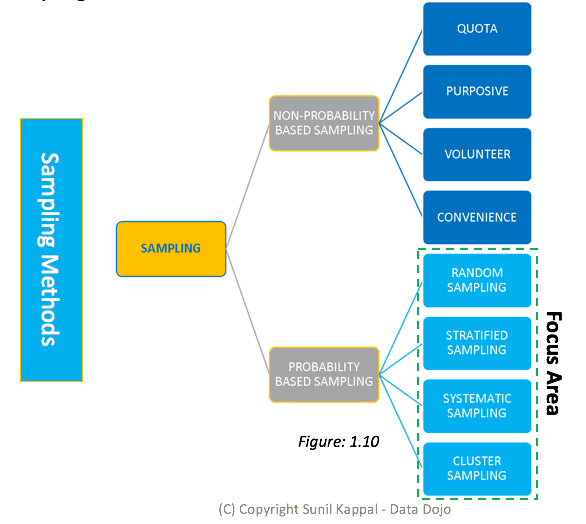 Sampling Methods
SAMPLING
NON-PROBABILITY
BASED SAMPLING
QUOTA
PURPOSIVE
VOLUNTEER
CONVENIENCE
PROBABILITY
BASED SAMPLING
RANDOM
SAMPLING
STRATIFIED
SAMPLING
SYSTEMATIC
SAMPLING
CLUSTER
SAMPLING
Focus Area
Figure: 1.10
(C) Copyright Sunil Kappal - Data Dojo